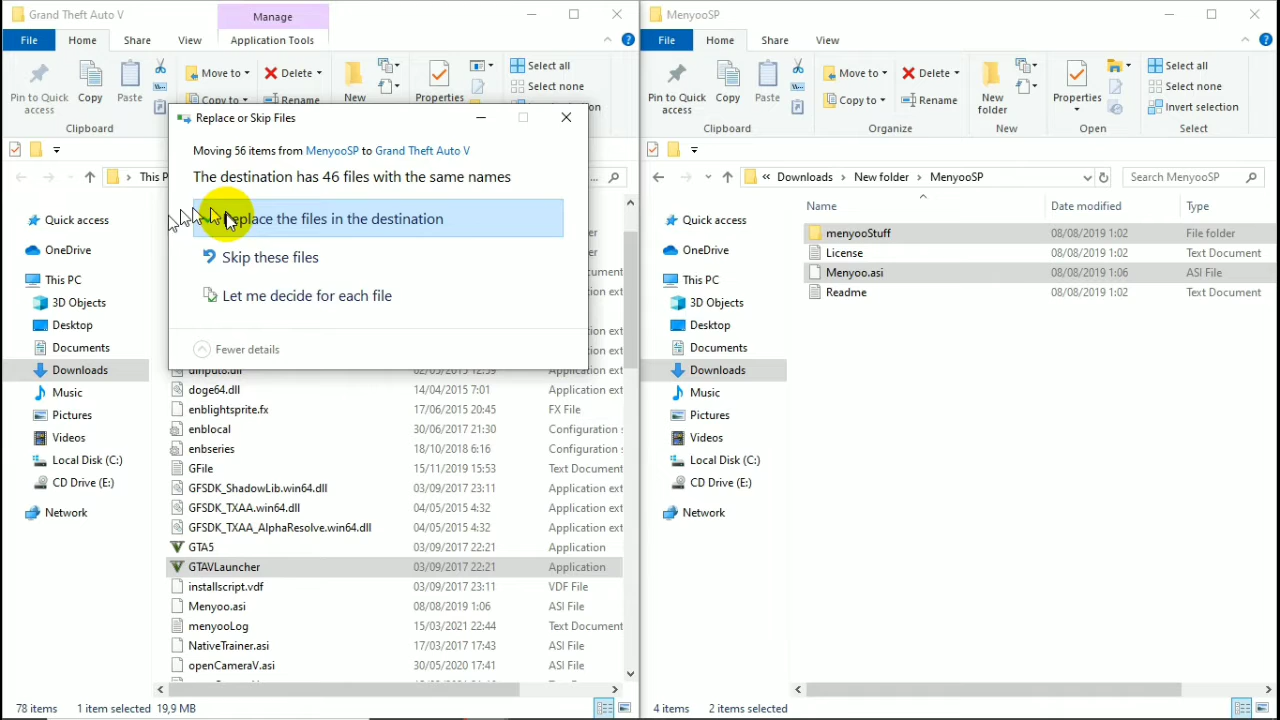 Grand Theft Auto V
Manage
File
Home
Share
View
Application Tools
Pin to Quick access
Copy
Paste
Move to
Copy to
Delete
Rename
New
Properties
Select all
Select none
Clipboard
Replace or Skip Files
Moving 56 items from MenyooSP to Grand Theft Auto V
The destination has 46 files with the same names
place the files in the destination
Skip these files
Let me decide for each file
Fewer details
This P
Quick access
OneDrive
This PC
3D Objects
Desktop
Documents
Downloads
Music
Pictures
Videos
Local Disk (C:)
CD Drive (E:)
Network
doge64.dll 14/04/2015 7:01 Application ext
enblightsprite.fx 17/06/2015 20:45 FX File
enblocal 30/06/2017 21:30 Configuration s
enbseries 18/10/2018 6:16 Configuration s
GFile 15/11/2019 15:53 Text Document
GFSDK_ShadowLib.win64.dll 03/09/2017 23:11 Application ext
GFSDK_TXAA.win64.dll 04/05/2015 4:32 Application ext
GFSDK_TXAA_AlphaResolve.win64.dll 04/05/2015 4:32 Application ext
GTA5 03/09/2017 22:21 Application
GTAVLauncher 03/09/2017 22:21 Application
installscript.vdf 03/09/2017 23:11 VDF File
Menyoo.asi 08/08/2019 1:06 ASI File
menyooLog 15/03/2021 22:44 Text Document
NativeTrainer.asi 17/03/2017 17:43 ASI File
openCameraV.asi 30/05/2020 17:41 ASI File
78 items 1 item selected 19,9 MB
MenyooSP
File
Home
Share
View
Pin to Quick access
Copy
Paste
Move to
Copy to
Delete
Rename
New folder
Properties
Select all
Select none
Invert selection
Clipboard
Organize
New
Open
Select
« Downloads New folder MenyooSP
Search MenyooSP
Quick access
OneDrive
This PC
3D Objects
Desktop
Documents
Downloads
Music
Pictures
Videos
Local Disk (C:)
CD Drive (E:)
Network
Name Date modified Type
menyooStuff 08/08/2019 1:02 File folder
License 08/08/2019 1:02 Text Document
Menyoo.asi 08/08/2019 1:06 ASI File
Readme 08/08/2019 1:02 Text Document
4 items 2 items selected